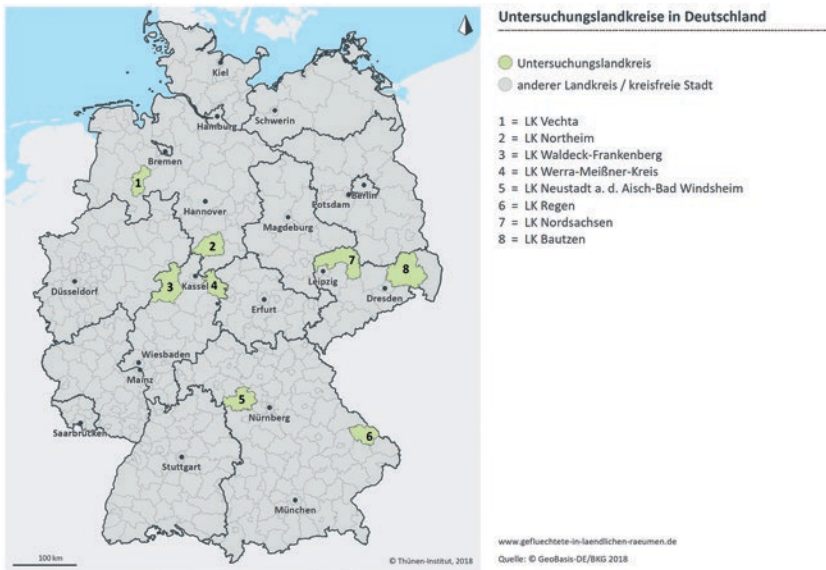 Untersuchungslandkreise in Deutschland
Untersuchungslandkreis
anderer Landkreis / kreisfreie Stadt
1 = LK Vechta
2 = LK Northeim
3 = LK Waldeck-Frankenberg
4 = LK Werra-Meißner-Kreis
5 = LK Neustadt a. d. Aisch-Bad Windsheim
6 = LK Regen
7 = LK Nordsachsen
8 = LK Bautzen
Kiel
Hamburg
Schwerin
Bremen
1
Berlin
Potsdam
Hannover
Magdeburg
2
7
8
Leipzig
Kassel
4
3
Düsseldorf
Dresden
Erfurt
Wiesbaden
Mainz
5
Nürnberg
Saarbrücken
6
Stuttgart
München
100 km
© Thünen-Institut, 2018
www.gefluechtete-in-laendlichen-raeumen.de
Quelle: © GeoBasis-DE/BKG 2018